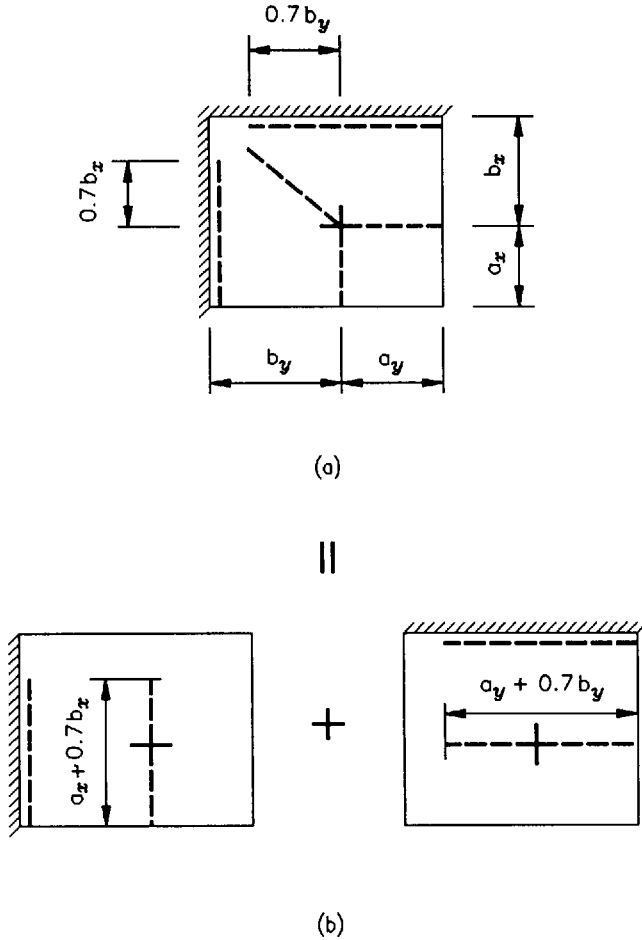 0.7b_y
0.7b_x
b_x
a_x
b_y
a_y
(a)
=
a_x + 0.7b_x
+
a_y + 0.7b_y
(b)